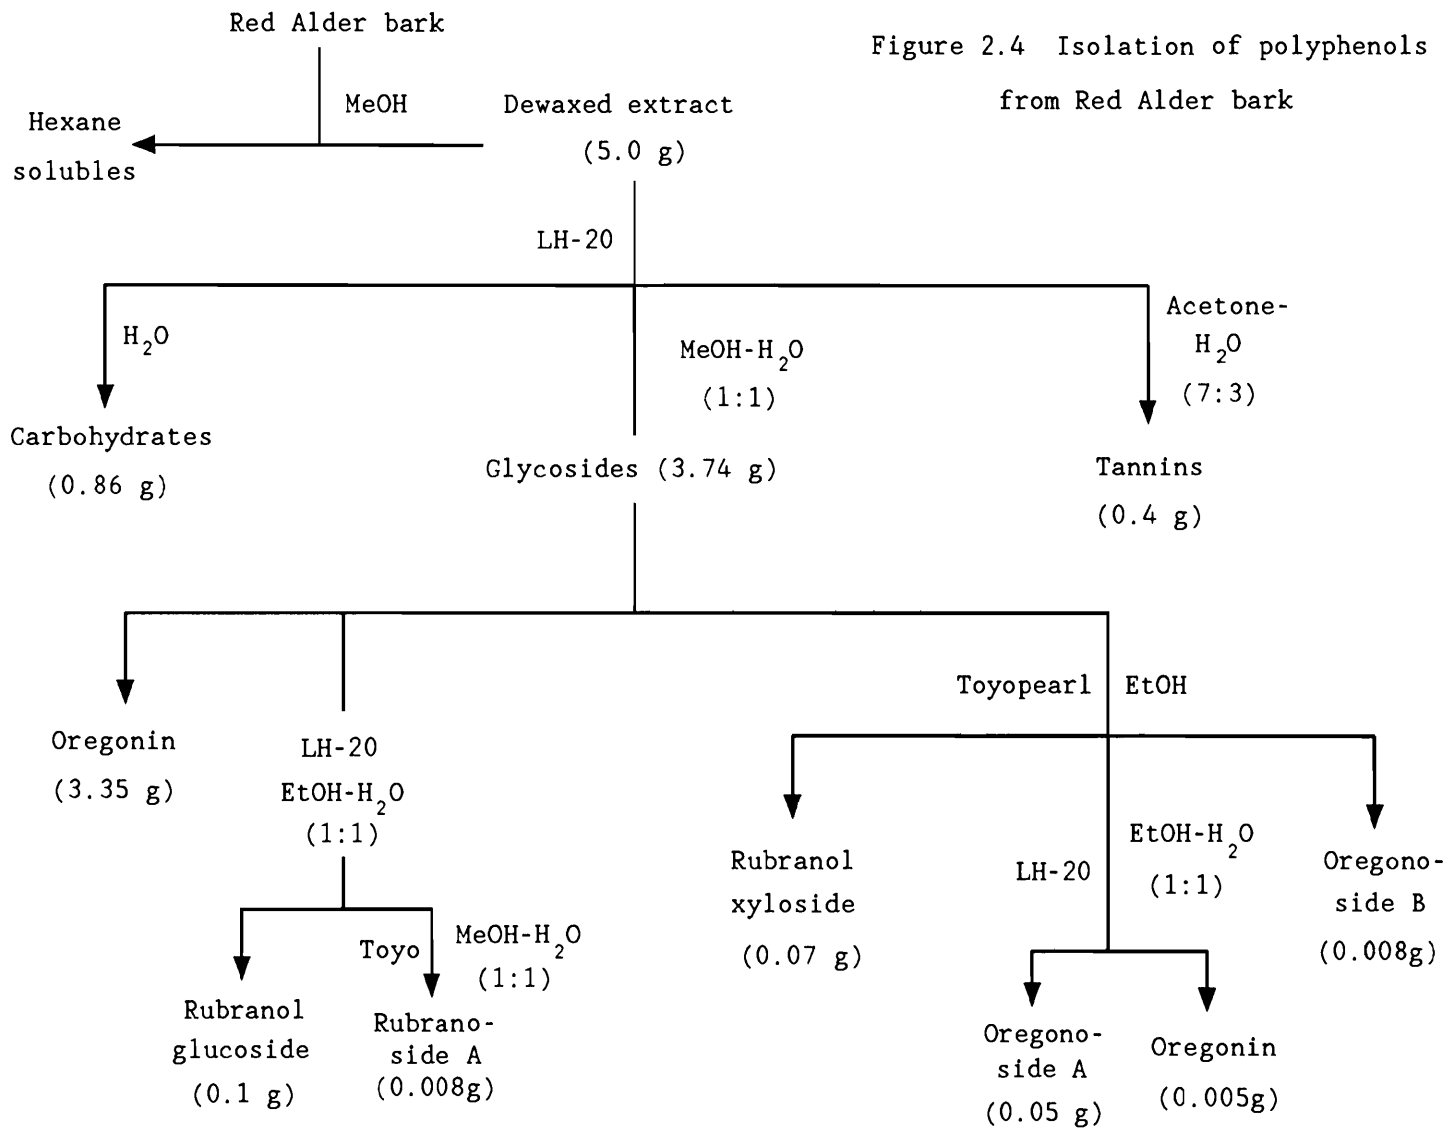 Red Alder bark
Figure 2.4 Isolation of polyphenols
from Red Alder bark
MeOH
Hexane
solubles
Dewaxed extract
(5.0 g)
LH-20
H2O
MeOH-H2O
(1:1)
Acetone-
H2O
(7:3)
Carbohydrates
(0.86 g)
Glycosides (3.74 g)
Tannins
(0.4 g)
Oregonin
(3.35 g)
LH-20
EtOH-H2O
(1:1)
Toyopearl
EtOH
Rubranol
glucoside
(0.1 g)
Toyo
MeOH-H2O
(1:1)
Rubrano-
side A
(0.008g)
Rubranol
xyloside
(0.07 g)
LH-20
EtOH-H2O
(1:1)
Oregono-
side B
(0.008g)
Oregono-
side A
(0.05 g)
Oregonin
(0.005g)